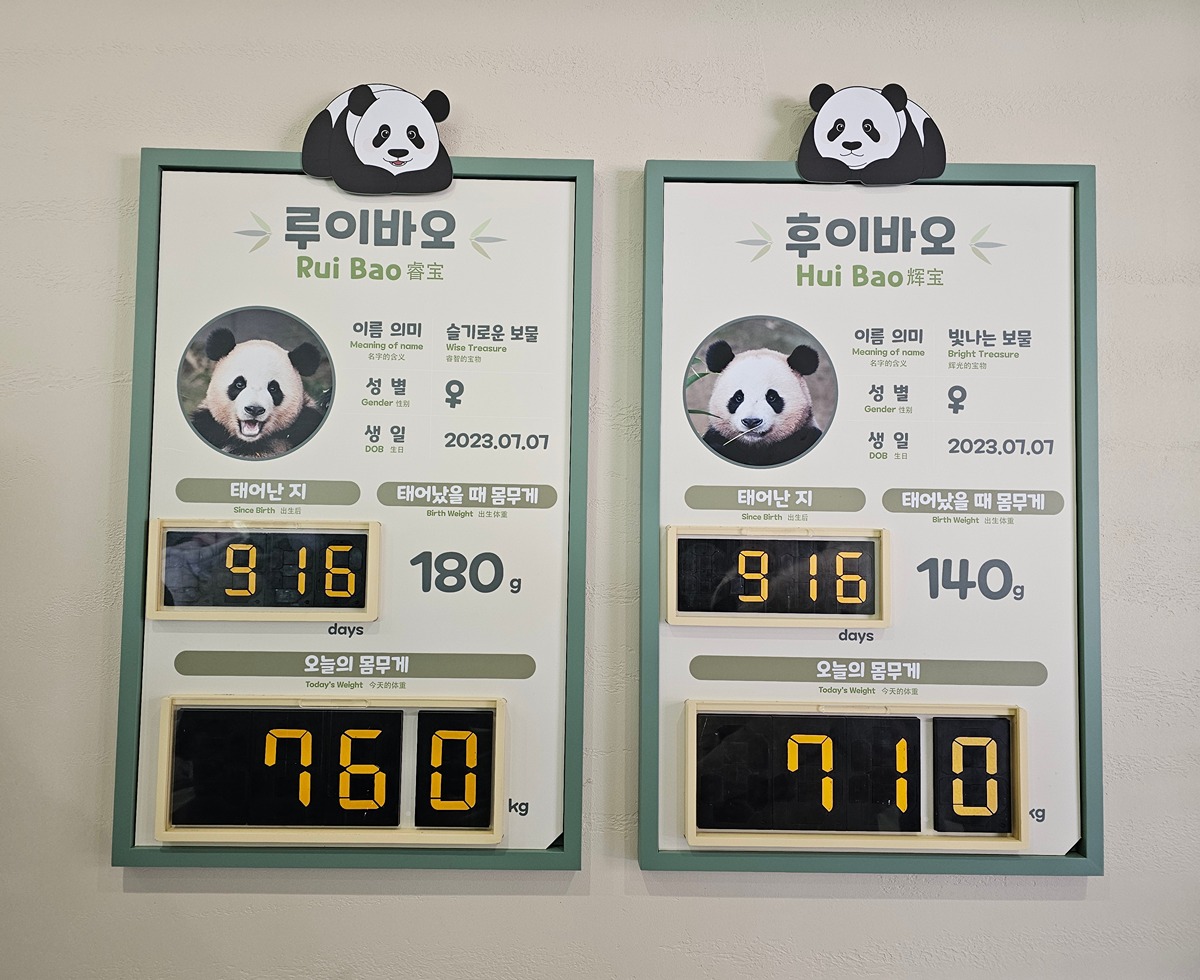 루이바오
Rui Bao 睿宝
이름 의미 슬기로운 보물
Meaning of name Wise Treasure
名字的含义 睿智的宝物
성 별 ♀
Gender 性别
생 일 2023.07.07
DOB 生日
태어난 지 태어났을 때 몸무게
Since Birth 出生后 Birth Weight 出生体重
916 180 g
days
오늘의 몸무게
Today's Weight 今天的体重
76 0 kg
후이바오
Hui Bao 辉宝
이름 의미 빛나는 보물
Meaning of name Bright Treasure
名字的含义 辉光的宝物
성 별 ♀
Gender 性别
생 일 2023.07.07
DOB 生日
태어난 지 태어났을 때 몸무게
Since Birth 出生后 Birth Weight 出生体重
916 140 g
days
오늘의 몸무게
Today's Weight 今天的体重
71 0 kg